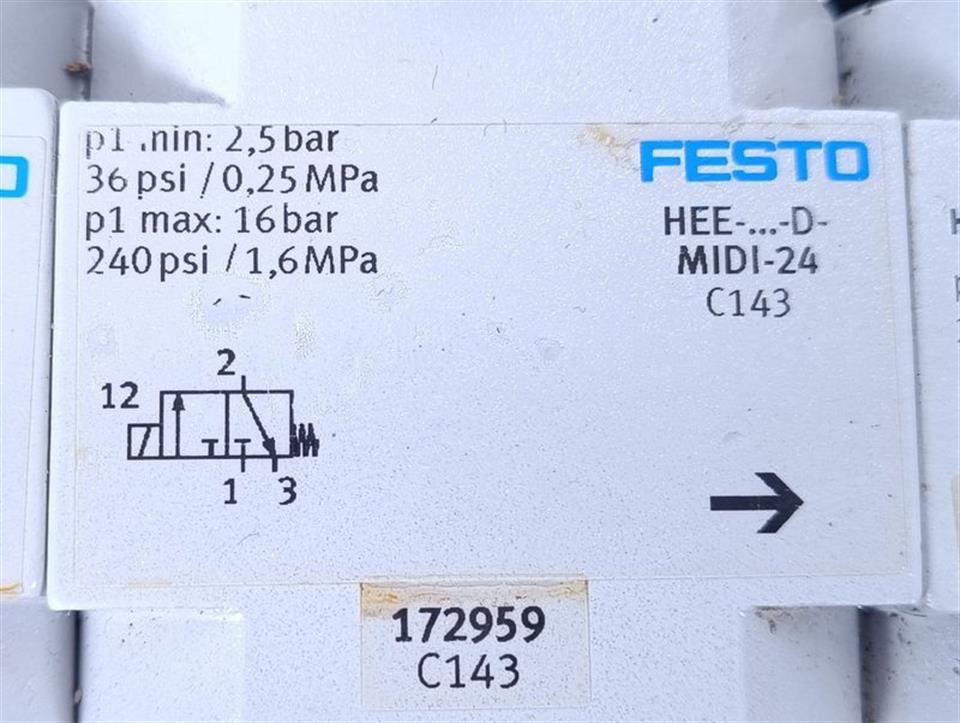 p1 min: 2,5 bar
36 psi / 0,25 MPa
p1 max: 16 bar
240 psi / 1,6 MPa
FESTO
HEE-...-D-
MIDI-24
C143
2
12
1 3
172959
C143